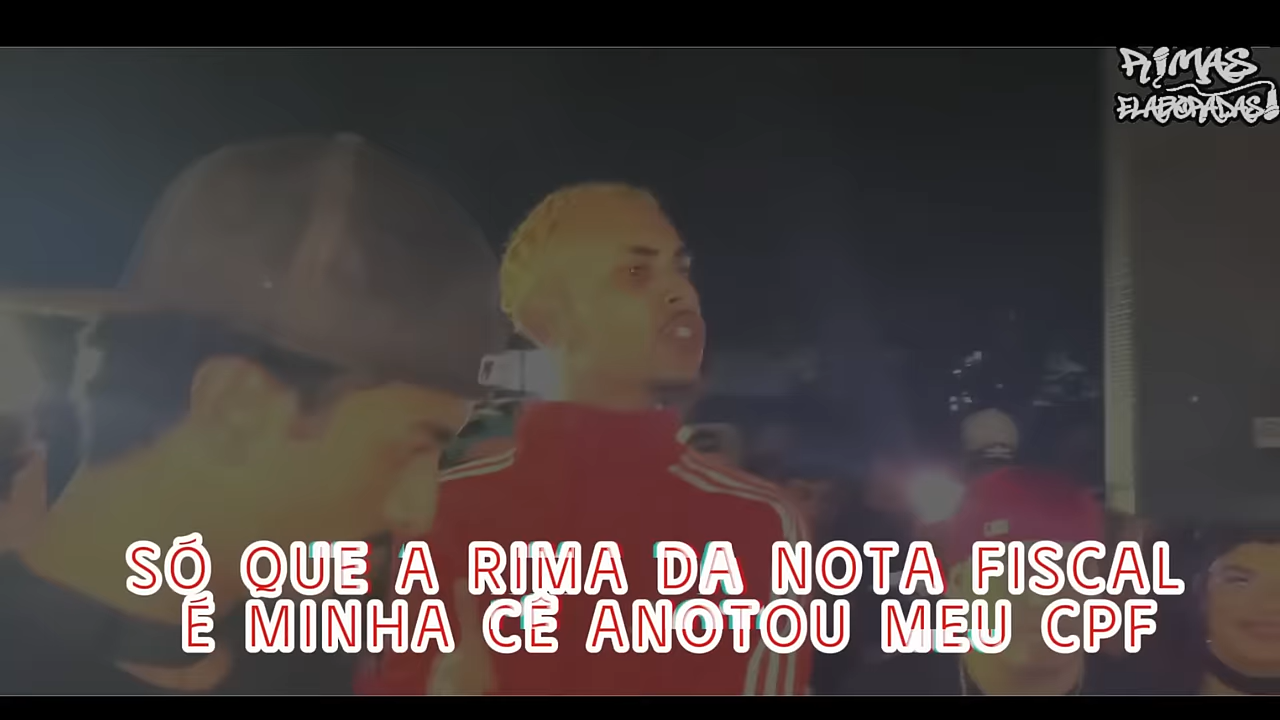 RIMAS
ELABORADAS!
SÓ QUE A RIMA DA NOTA FISCAL
É MINHA CÊ ANOTOU MEU CPF